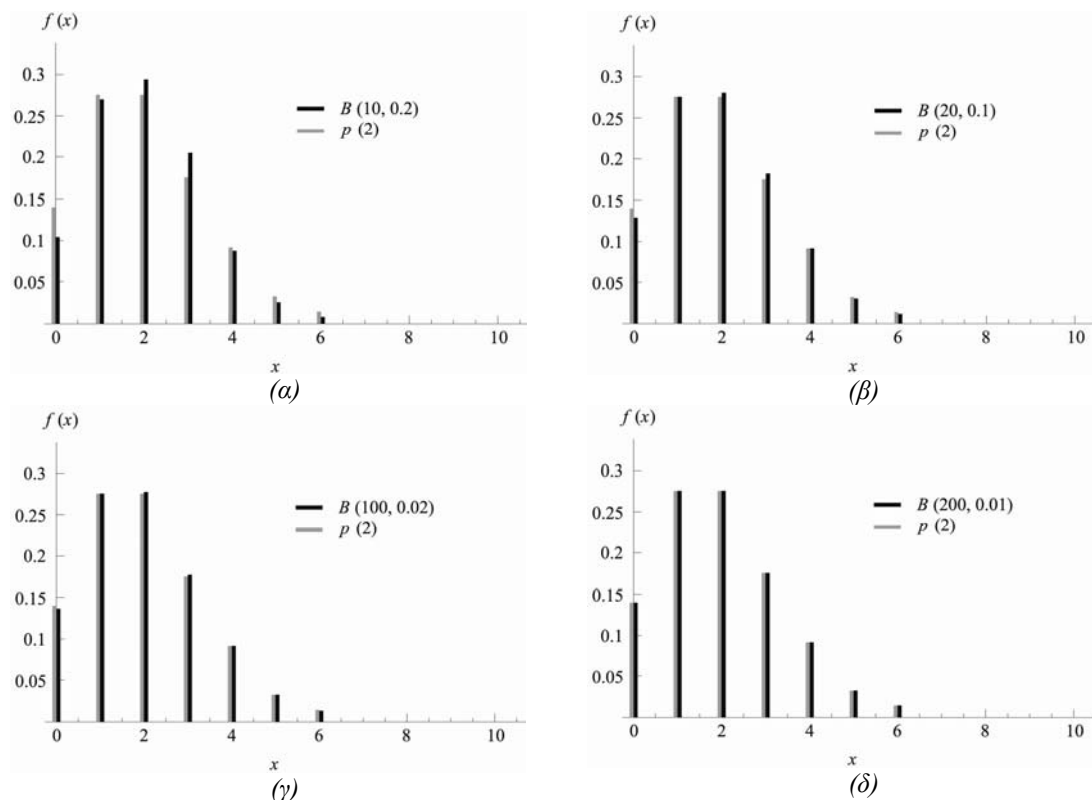 f (x)
0.3
0.25
0.2
0.15
0.1
0.05
B (10, 0.2)
p (2)
0 2 4 6 8 10
x
(α)
f (x)
0.3
0.25
0.2
0.15
0.1
0.05
B (20, 0.1)
p (2)
0 2 4 6 8 10
x
(β)
f (x)
0.3
0.25
0.2
0.15
0.1
0.05
B (100, 0.02)
p (2)
0 2 4 6 8 10
x
(γ)
f (x)
0.3
0.25
0.2
0.15
0.1
0.05
B (200, 0.01)
p (2)
0 2 4 6 8 10
x
(δ)